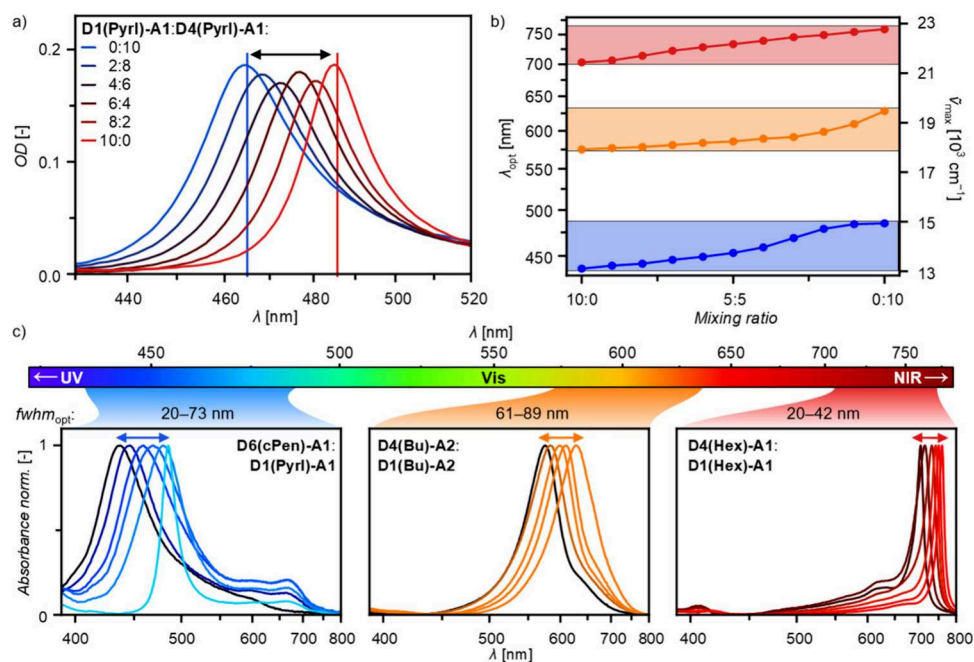 a)
D1(Pyrl)-A1:D4(Pyrl)-A1:
0:10
2:8
4:6
6:4
8:2
10:0
0.2
0.1
0.0
OD [-]
440
460
480
500
520
λ [nm]
b)
750
700
650
600
550
500
450
λopt [nm]
23
21
19
17
15
13
ṽmax [10³ cm⁻¹]
10:0
5:5
0:10
Mixing ratio
c)
λ [nm]
450
500
550
600
650
700
750
←UV
Vis
NIR→
fwhmopt:
20–73 nm
61–89 nm
20–42 nm
D6(cPen)-A1:
D1(Pyrl)-A1
D4(Bu)-A2:
D1(Bu)-A2
D4(Hex)-A1:
D1(Hex)-A1
1
0
Absorbance norm. [-]
400
500
600
700
800
400
500
600
700
800
400
500
600
700
800
λ [nm]